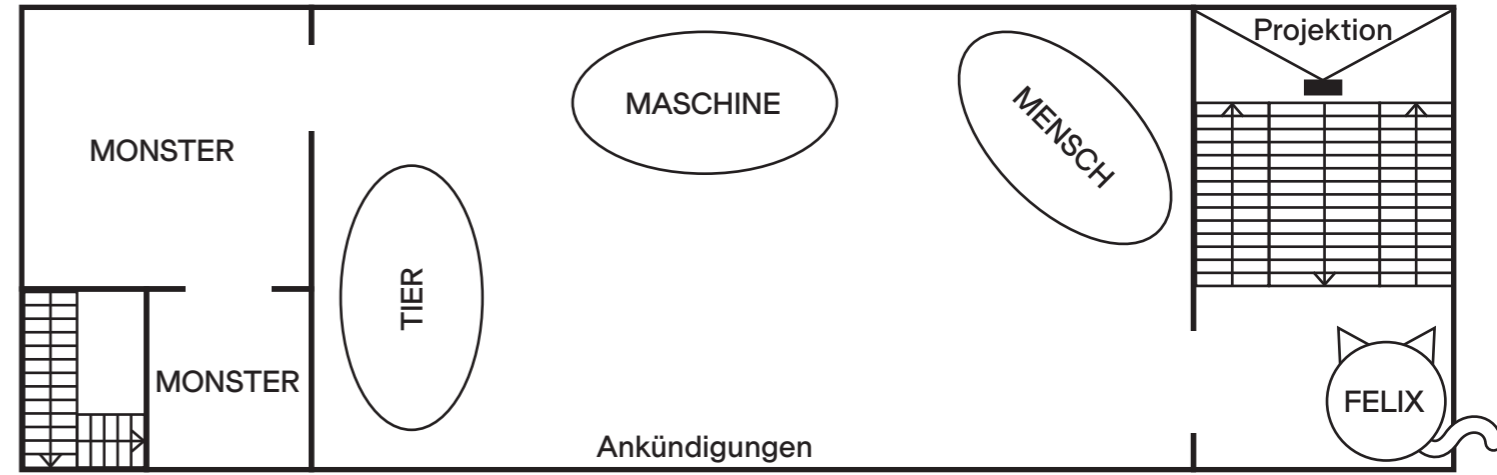 Projektion
MASCHINE
MENSCH
MONSTER
TIER
MONSTER
FELIX
Ankündigungen